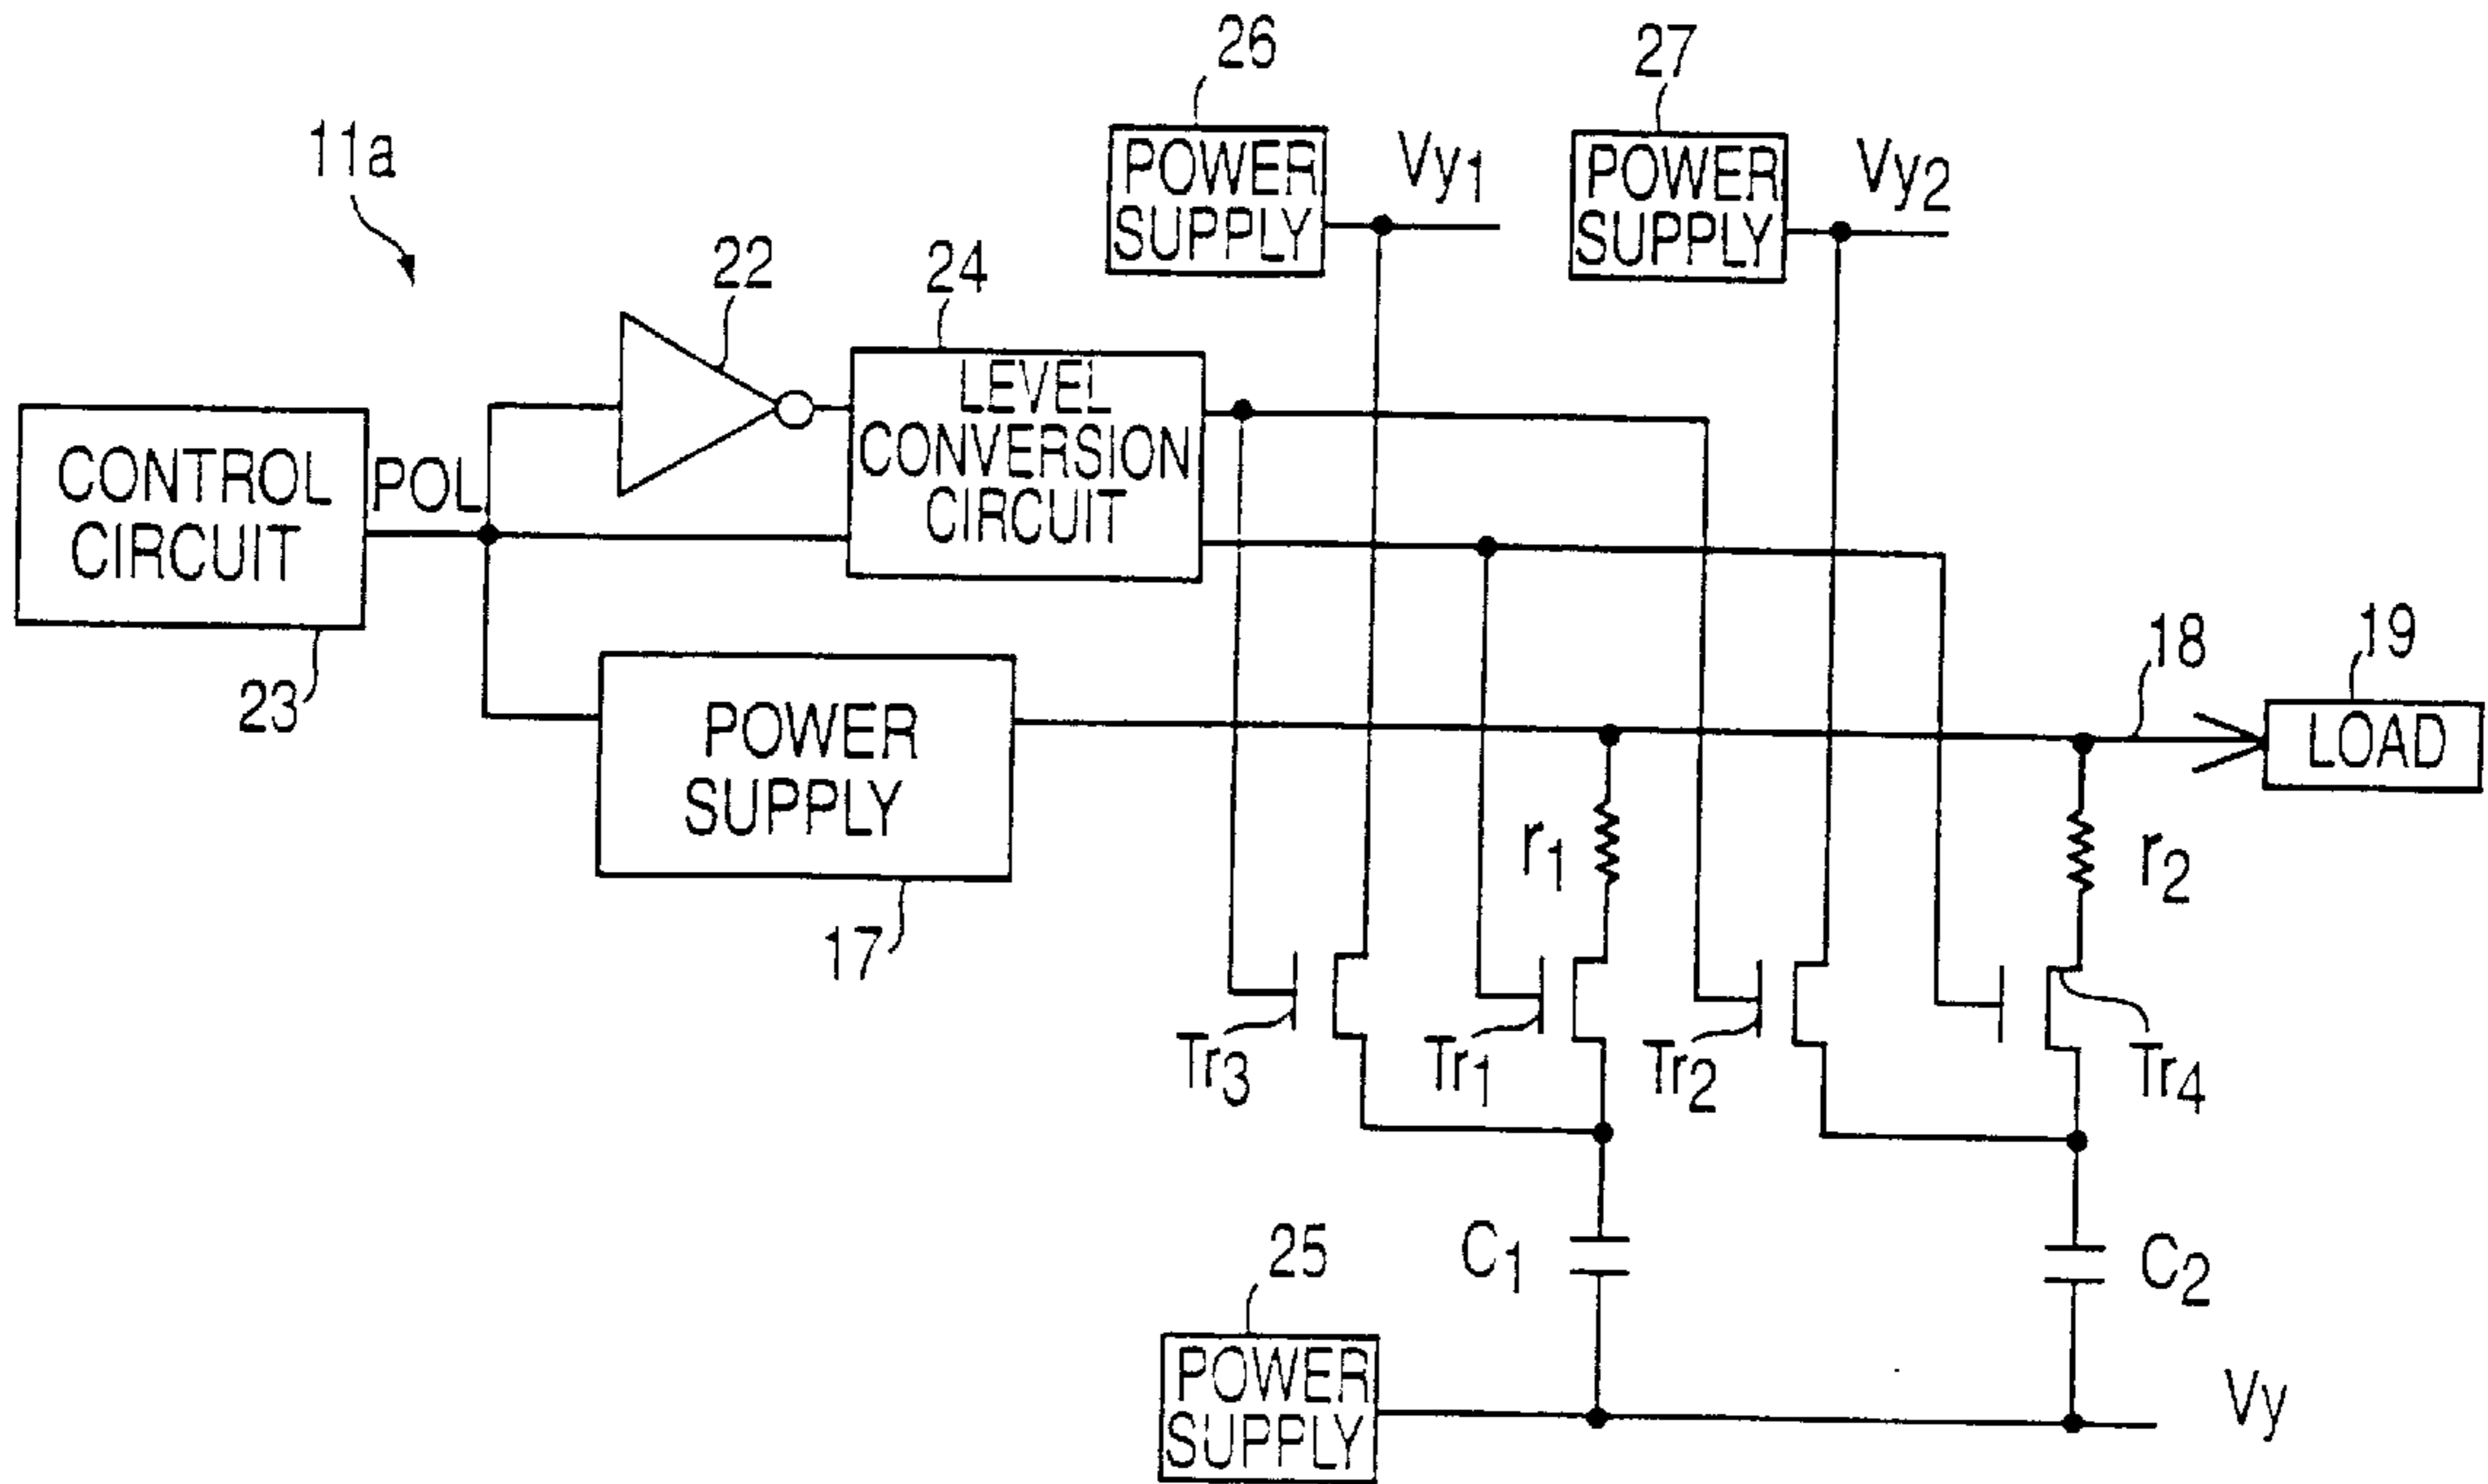 26
27
11a
POWER
SUPPLY
Vy1
POWER
SUPPLY
Vy2
22
24
LEVEL
CONVERSION
CIRCUIT
CONTROL
CIRCUIT
POL
23
POWER
SUPPLY
17
18
19
LOAD
r1
r2
Tr3
Tr1
Tr2
Tr4
C1
C2
25
POWER
SUPPLY
Vy